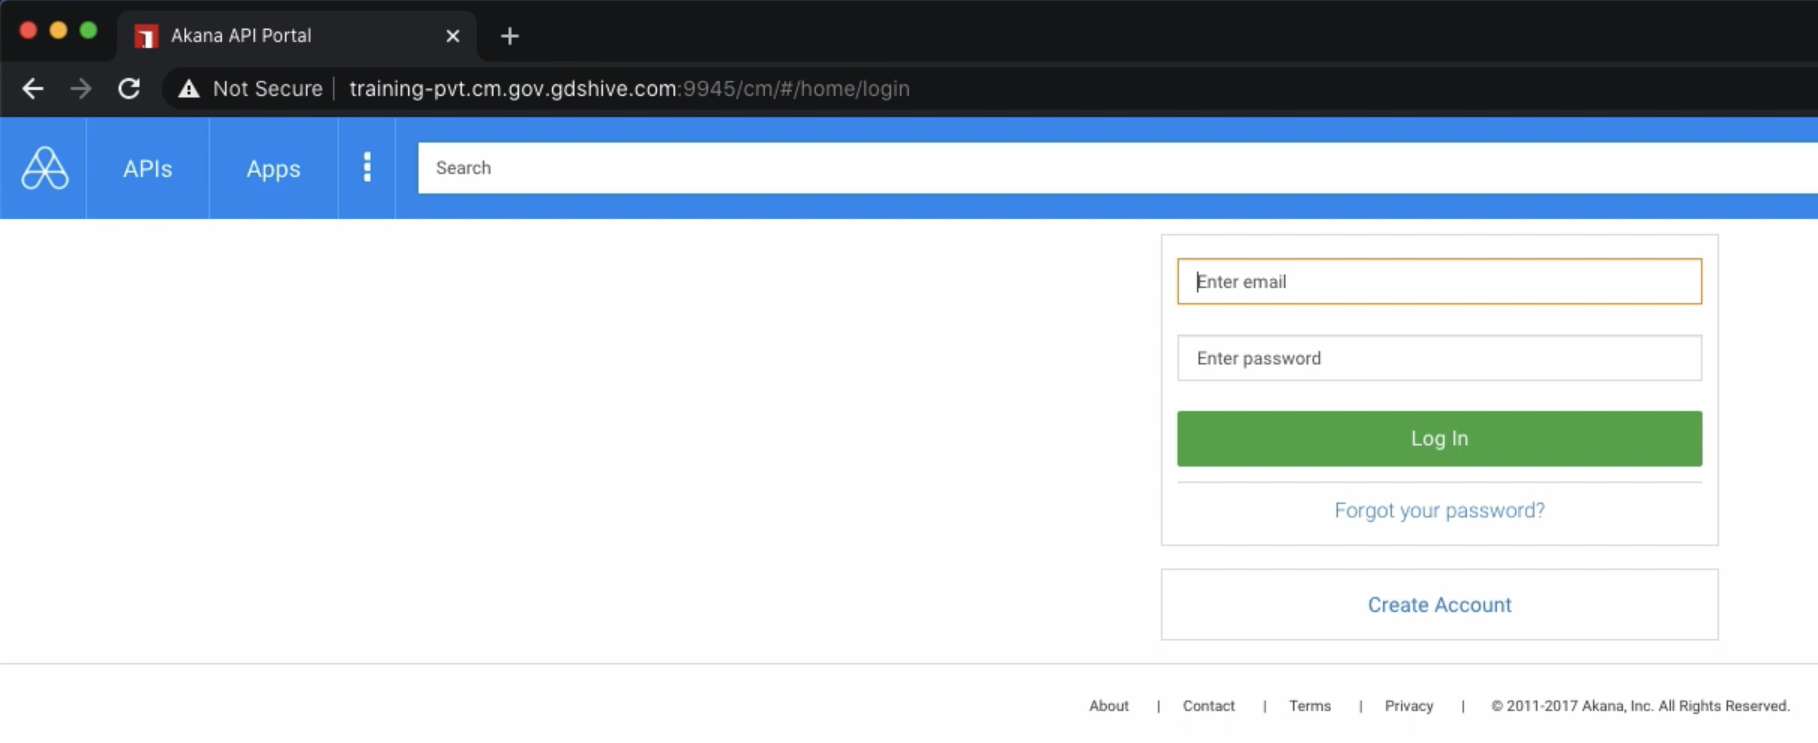 Akana API Portal
Not Secure training-pvt.cm.gov.gdshive.com:9945/cm/#/home/login
APIs Apps Search
Enter email
Enter password
Log In
Forgot your password?
Create Account
About | Contact | Terms | Privacy | © 2011-2017 Akana, Inc. All Rights Reserved.